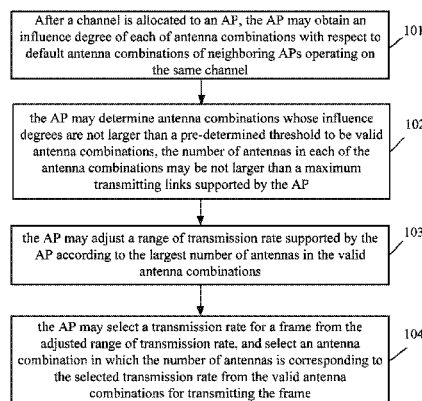 After a channel is allocated to an AP, the AP may obtain an
influence degree of each of antenna combinations with respect to
default antenna combinations of neighboring APs operating on
the same channel
101
the AP may determine antenna combinations whose influence
degrees are not larger than a pre-determined threshold to be valid
antenna combinations, the number of antennas in each of the
antenna combinations may be not larger than a maximum
transmitting links supported by the AP
102
the AP may adjust a range of transmission rate supported by the
AP according to the largest number of antennas in the valid
antenna combinations
103
the AP may select a transmission rate for a frame from the
adjusted range of transmission rate, and select an antenna
combination in which the number of antennas is corresponding to
the selected transmission rate from the valid antenna
combinations for transmitting the frame
104